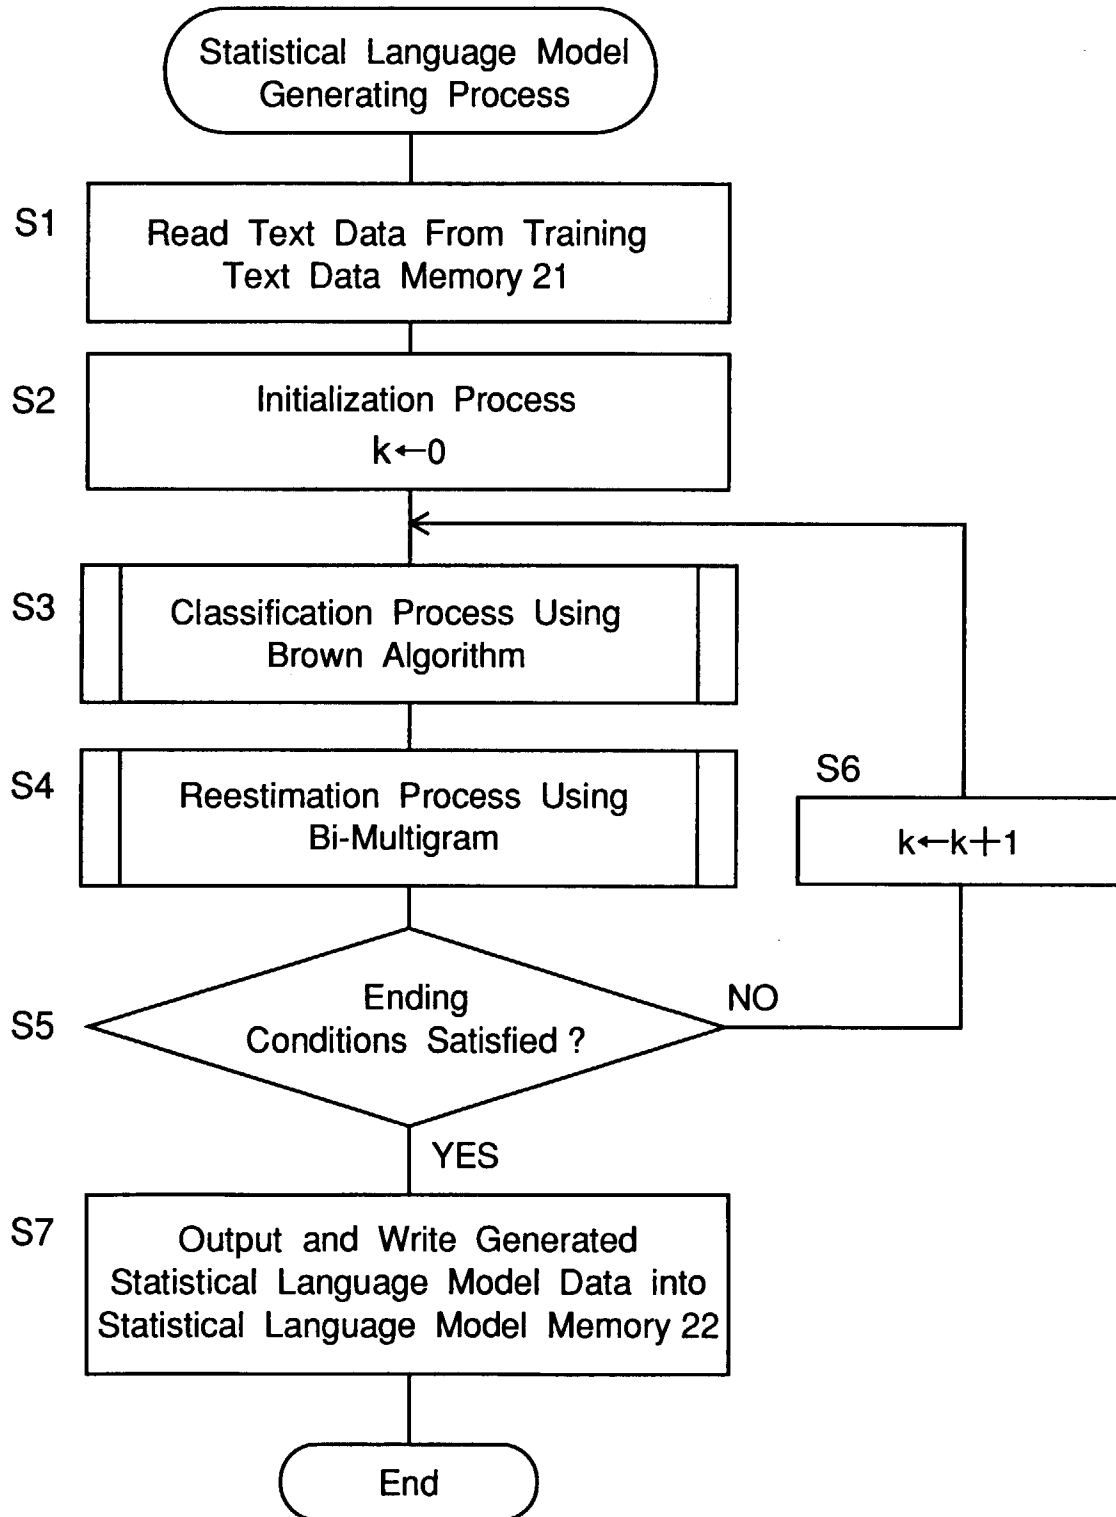 Statistical Language Model
Generating Process
S1
Read Text Data From Training
Text Data Memory 21
S2
Initialization Process
k←0
S3
Classification Process Using
Brown Algorithm
S4
Reestimation Process Using
Bi-Multigram
S6
k←k+1
S5
Ending
Conditions Satisfied ?
NO
YES
S7
Output and Write Generated
Statistical Language Model Data into
Statistical Language Model Memory 22
End